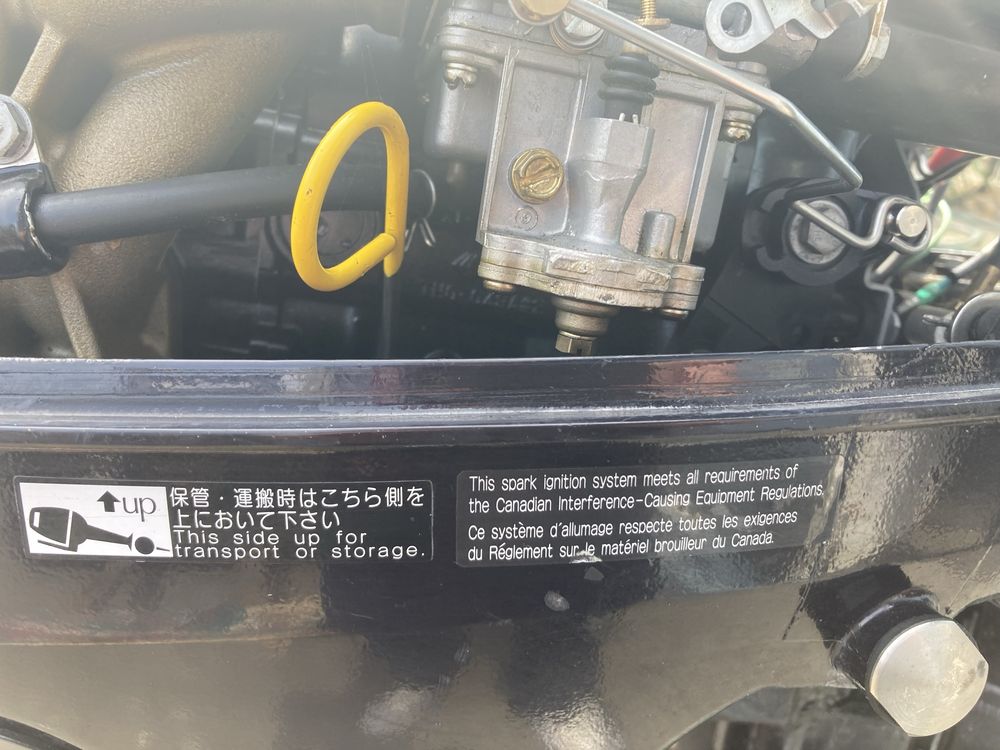 up
保管・運搬時はこちら側を
上において下さい
This side up for
transport or storage.
This spark ignition system meets all requirements of
the Canadian Interference-Causing Equipment Regulations.
Ce système d'allumage respecte toutes les exigences
du Réglement sur le matériel brouilleur du Canada.